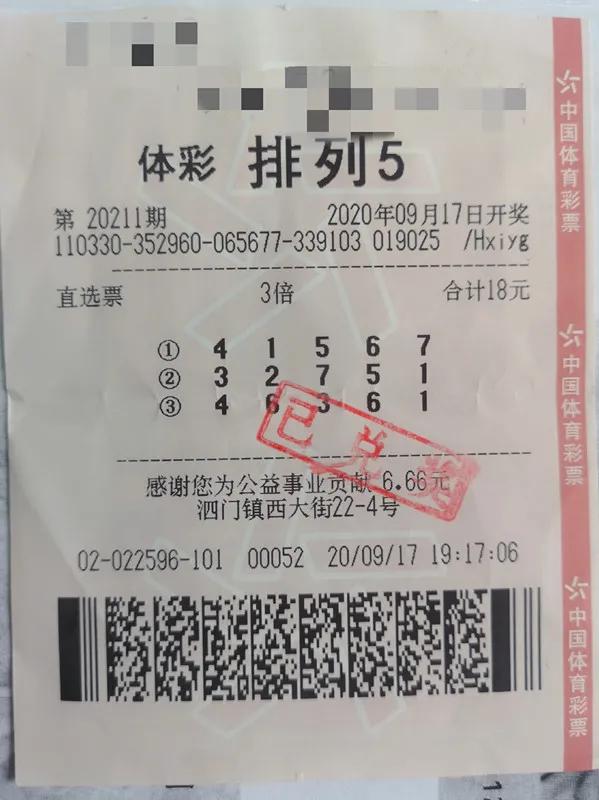 体彩 排列5
第 20211期 2020年09月17日开奖
110330-352960-065677-339103 019025 /Hxiyg
直选票 3倍 合计18元
① 4 1 5 6 7
② 3 2 7 5 1
③ 4 6 3 6 1
已兑奖
感谢您为公益事业贡献 6.66元
泗门镇西大街22-4号
02-022596-101 00052 20/09/17 19:17:06
中国体育彩票
中国体育彩票
中国体育彩票